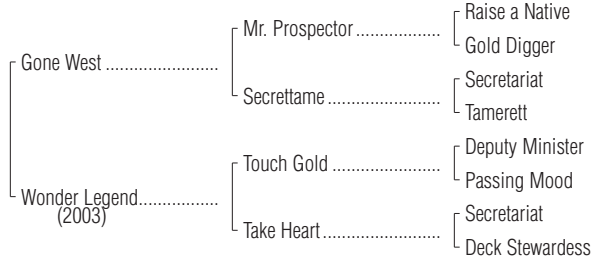 Raise a Native
Mr. Prospector ..................
Gold Digger
Gone West ........................
Secretariat
Secrettame ........................
Tamerett
Deputy Minister
Touch Gold .......................
Passing Mood
Wonder Legend.................
(2003)
Secretariat
Take Heart .........................
Deck Stewardess